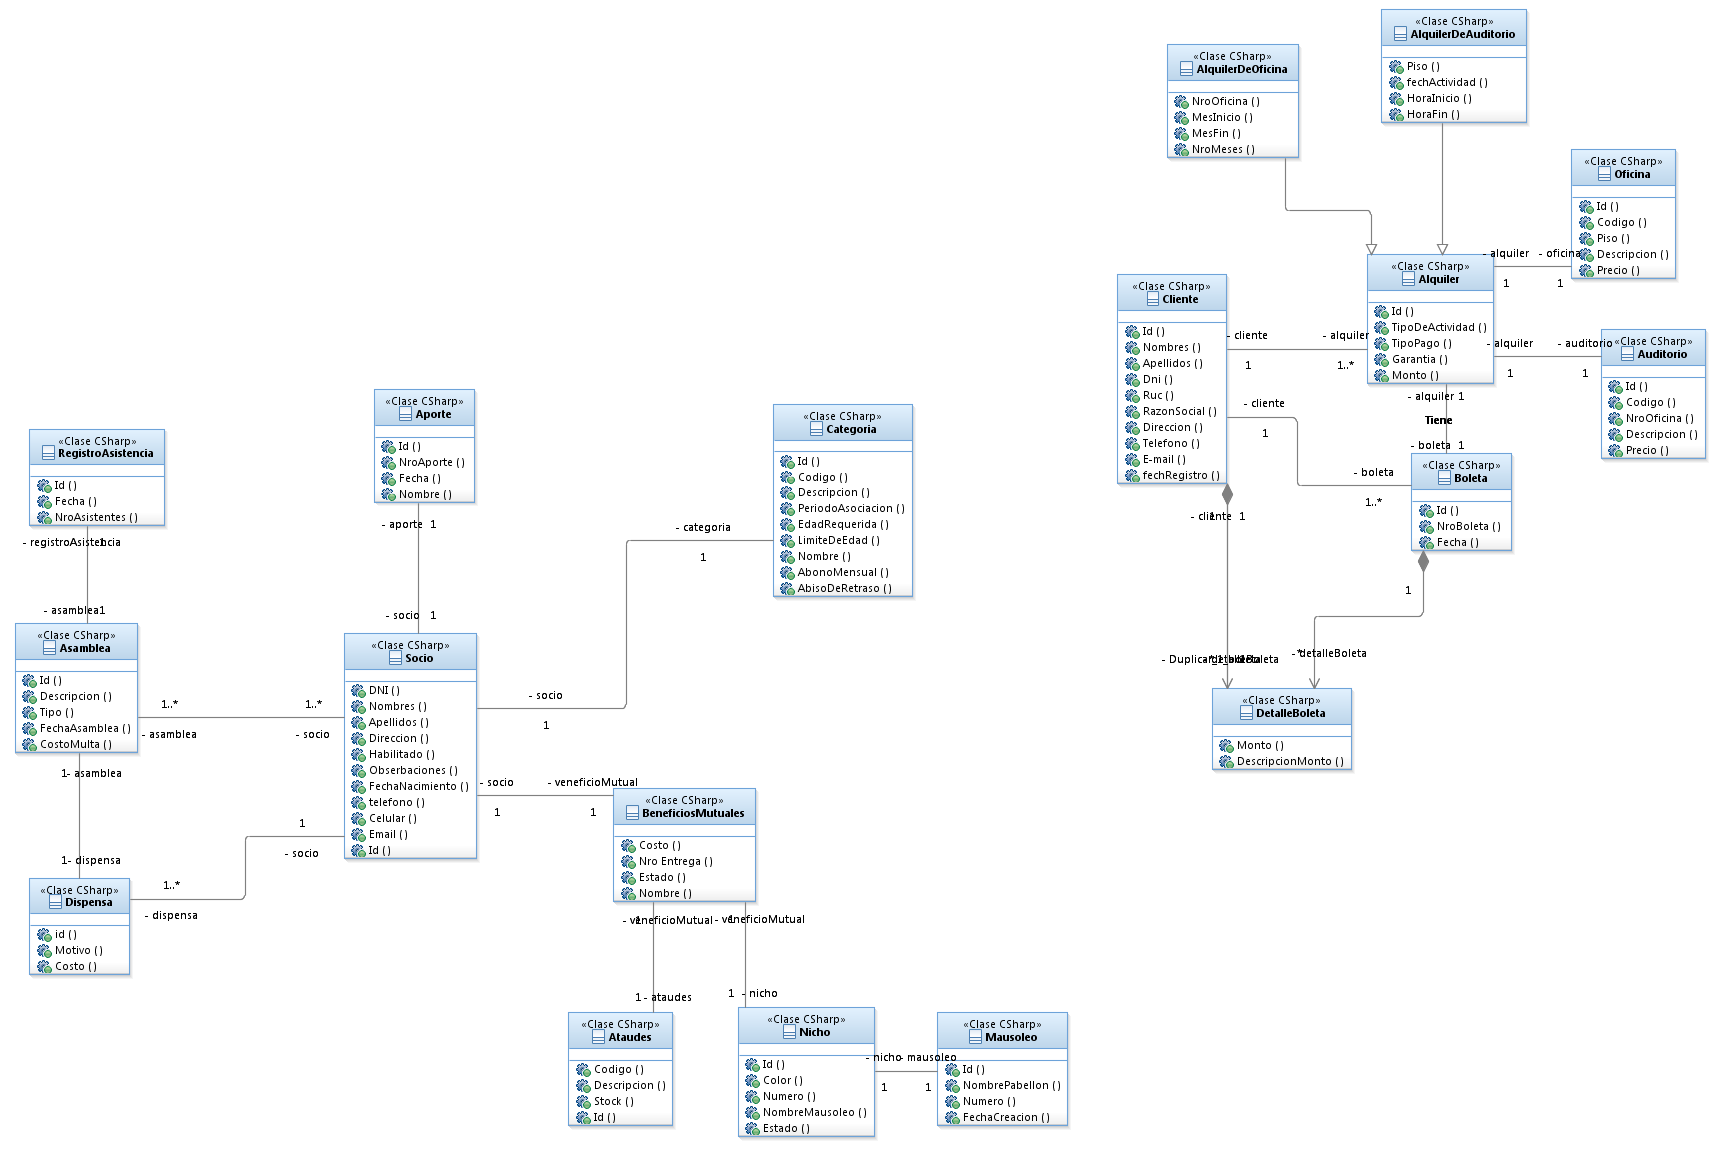 «Clase CSharp»
AlquilerDeAuditorio
Piso ( )
fechActividad ( )
HoraInicio ( )
HoraFin ( )
«Clase CSharp»
AlquilerDeOficina
NroOficina ( )
MesInicio ( )
MesFin ( )
NroMeses ( )
«Clase CSharp»
Oficina
Id ( )
Codigo ( )
Piso ( )
Descripcion ( )
Precio ( )
- alquiler - oficina
1 1
«Clase CSharp»
Alquiler
Id ( )
TipoDeActividad ( )
TipoPago ( )
Garantia ( )
Monto ( )
«Clase CSharp»
Cliente
Id ( )
Nombres ( )
Apellidos ( )
Dni ( )
Ruc ( )
RazonSocial ( )
Direccion ( )
Telefono ( )
E-mail ( )
fechRegistro ( )
- cliente - alquiler
1 1..*
- alquiler - auditorio
1 1
«Clase CSharp»
Auditorio
Id ( )
Codigo ( )
NroOficina ( )
Descripcion ( )
Precio ( )
- alquiler 1
Tiene
- boleta 1
- cliente
1
- boleta
1..*
«Clase CSharp»
Boleta
Id ( )
NroBoleta ( )
Fecha ( )
- cliente 1
1
- detalleBoleta
*
«Clase CSharp»
DetalleBoleta
Monto ( )
DescripcionMonto ( )
«Clase CSharp»
Aporte
Id ( )
NroAporte ( )
Fecha ( )
Nombre ( )
- aporte 1
- socio 1
«Clase CSharp»
Categoria
Id ( )
Codigo ( )
Descripcion ( )
PeriodoAsociacion ( )
EdadRequerida ( )
LimiteDeEdad ( )
Nombre ( )
AbonoMensual ( )
AbisoDeRetraso ( )
- categoria
1
- socio
1
«Clase CSharp»
RegistroAsistencia
Id ( )
Fecha ( )
NroAsistentes ( )
- registroAsistencia
1
- asamblea1
«Clase CSharp»
Asamblea
Id ( )
Descripcion ( )
Tipo ( )
FechaAsamblea ( )
CostoMulta ( )
1..* 1..*
- asamblea - socio
«Clase CSharp»
Socio
DNI ( )
Nombres ( )
Apellidos ( )
Direccion ( )
Habilitado ( )
Obserbaciones ( )
FechaNacimiento ( )
telefono ( )
Celular ( )
Email ( )
Id ( )
1- asamblea
1- dispensa
1
- socio
1..*
- dispensa
«Clase CSharp»
Dispensa
id ( )
Motivo ( )
Costo ( )
- socio - veneficioMutual
1 1
«Clase CSharp»
BeneficiosMutuales
Costo ( )
Nro Entrega ( )
Estado ( )
Nombre ( )
- veneficioMutual - veneficioMutual
1 1
1 - ataudes
1 - nicho
«Clase CSharp»
Ataudes
Codigo ( )
Descripcion ( )
Stock ( )
Id ( )
«Clase CSharp»
Nicho
Id ( )
Color ( )
Numero ( )
NombreMausoleo ( )
Estado ( )
- nicho - mausoleo
1 1
«Clase CSharp»
Mausoleo
Id ( )
NombrePabellon ( )
Numero ( )
FechaCreacion ( )